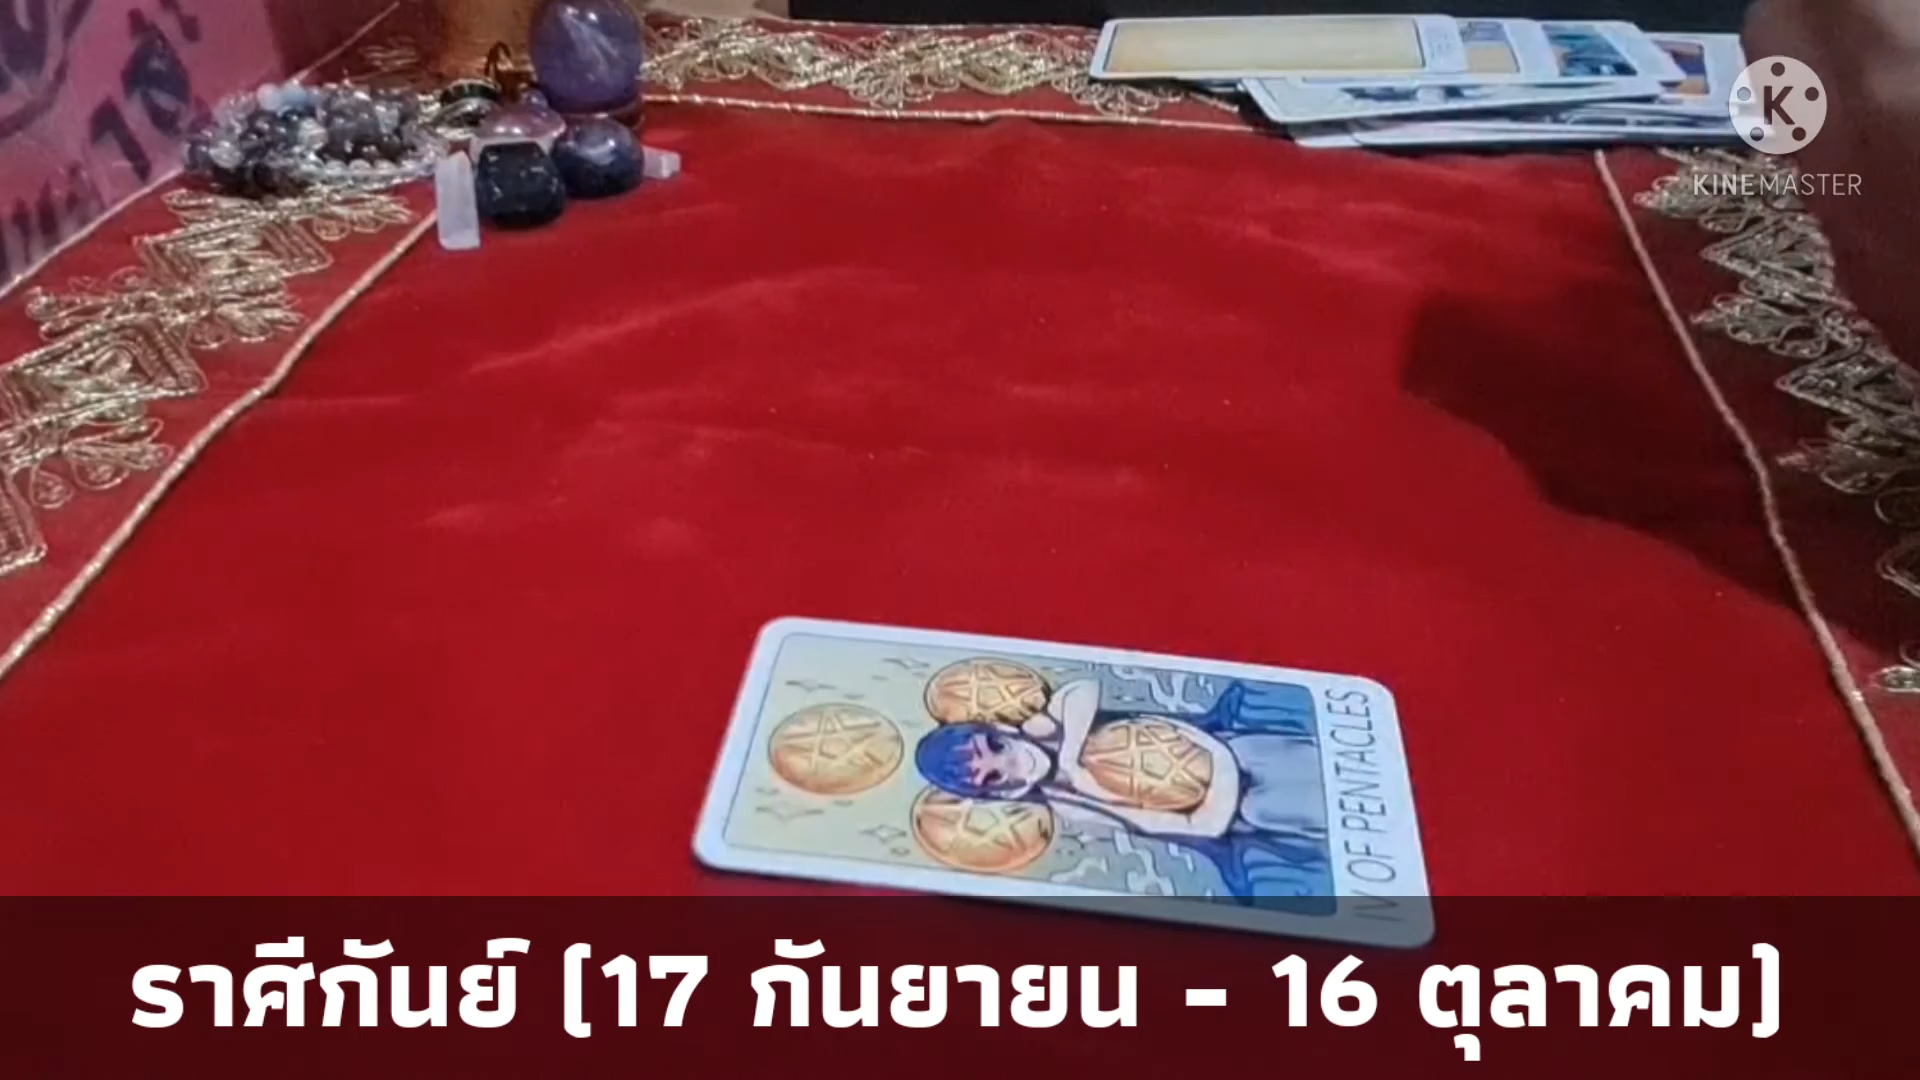 KINEMASTER
IV OF PENTACLES
ราศีกันย์ (17 กันยายน - 16 ตุลาคม)